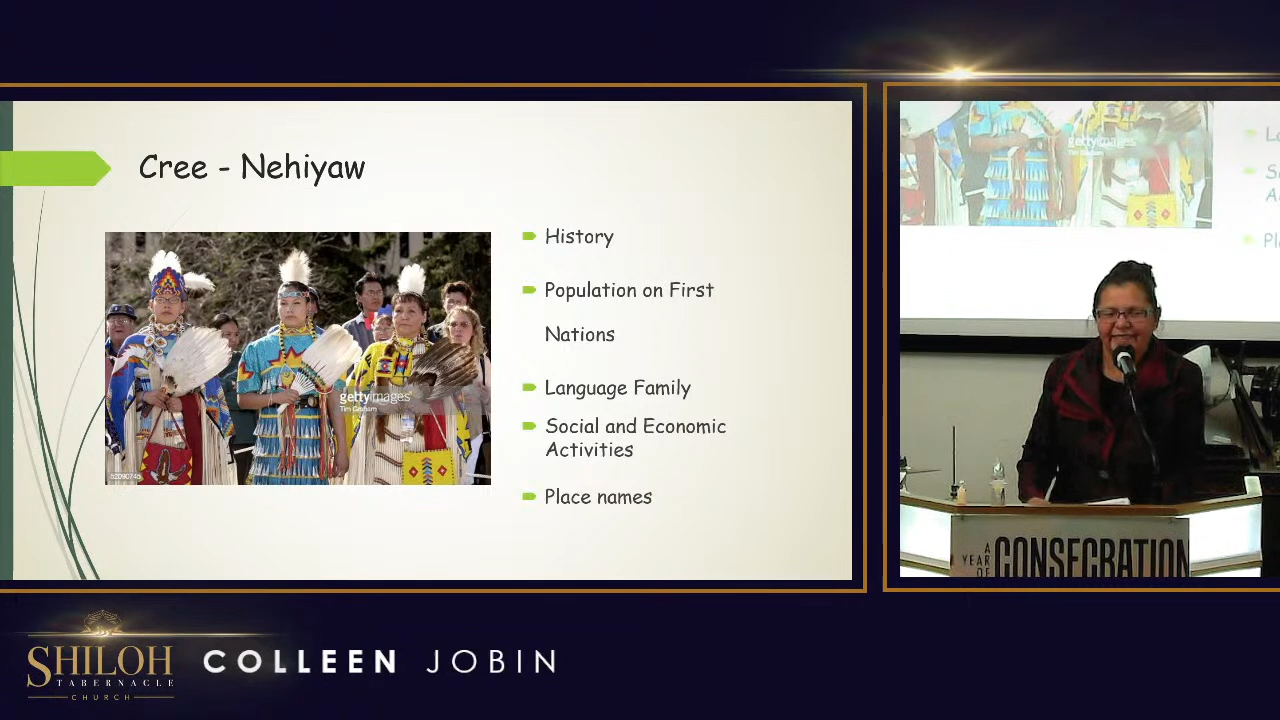 Cree - Nehiyaw
History
Population on First
Nations
Language Family
Social and Economic
Activities
Place names
gettyimages®
Tim Graham
gettyimages
A
YEAR
OF
CONSECRATION
SHILOH
TABERNACLE
CHURCH
COLLEEN JOBIN